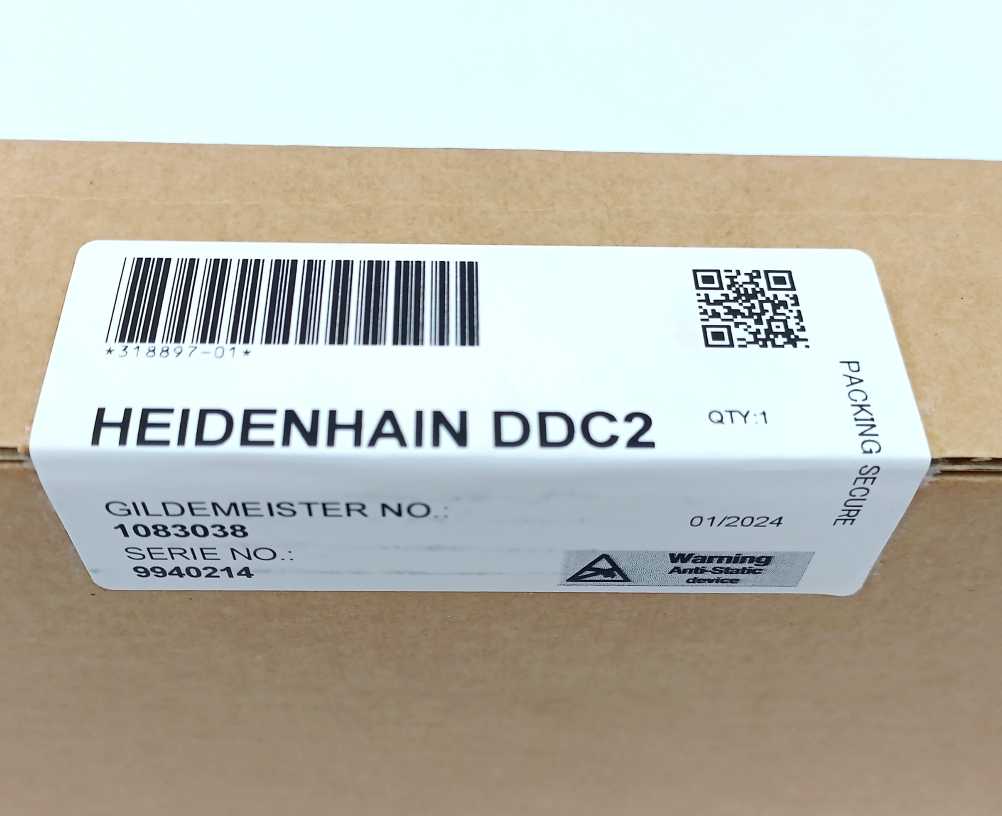 *318897-01*
HEIDENHAIN DDC2
QTY:1
PACKING SECURE
GILDEMEISTER NO.:
1083038
01/2024
SERIE NO.:
9940214
Warning
Anti-Static
device